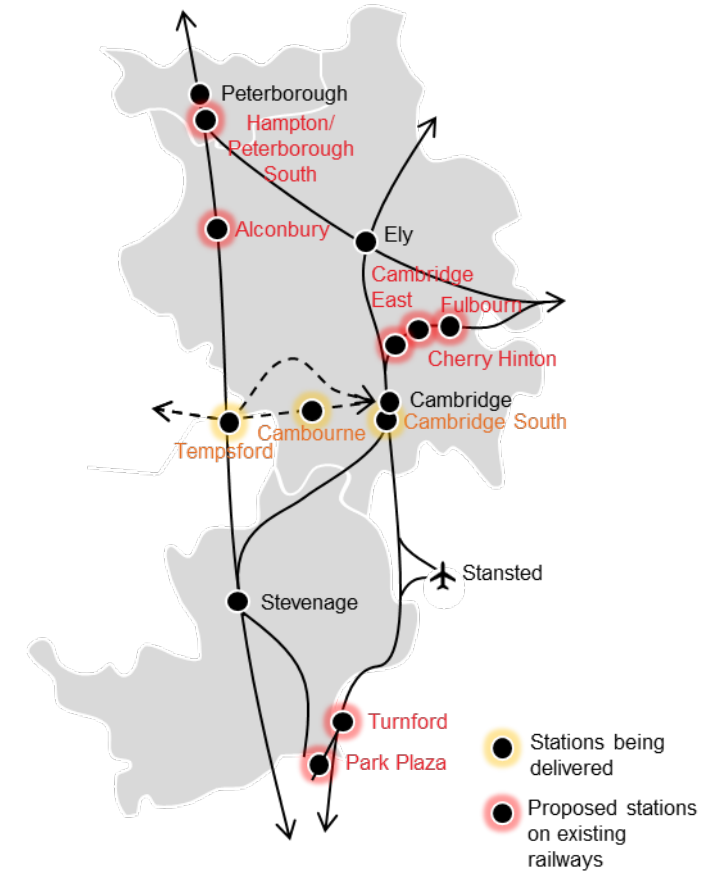 Peterborough
Hampton/
Peterborough
South
Alconbury
Ely
Cambridge
East
Fulbourn
Cherry Hinton
Cambridge
Cambridge South
Cambourne
Tempsford
Stansted
Stevenage
Turnford
Park Plaza
Stations being
delivered
Proposed stations
on existing
railways